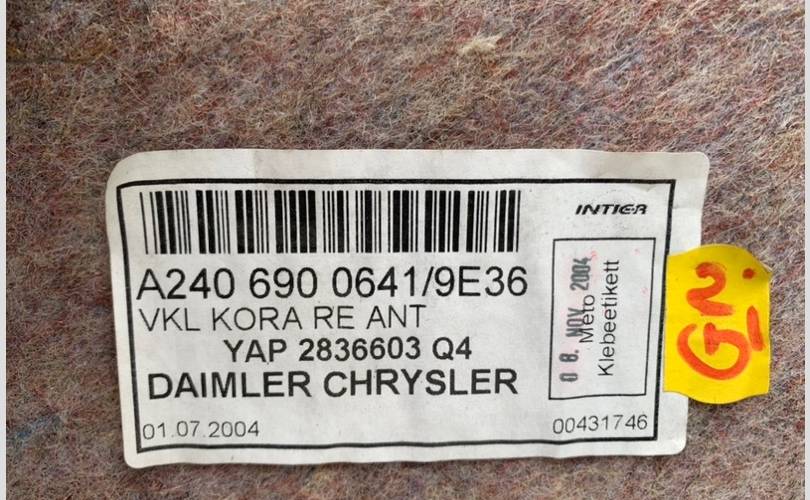 INTIER
A240 690 0641/9E36
VKL KORA RE ANT
YAP 2836603 Q4
DAIMLER CHRYSLER
01.07.2004
00431746
08. NOV. 2004
Meto
Klebeetikett